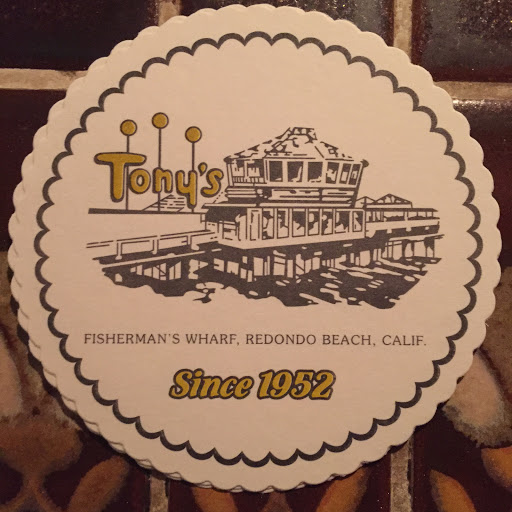 Tony's
FISHERMAN'S WHARF, REDONDO BEACH, CALIF.
Since 1952